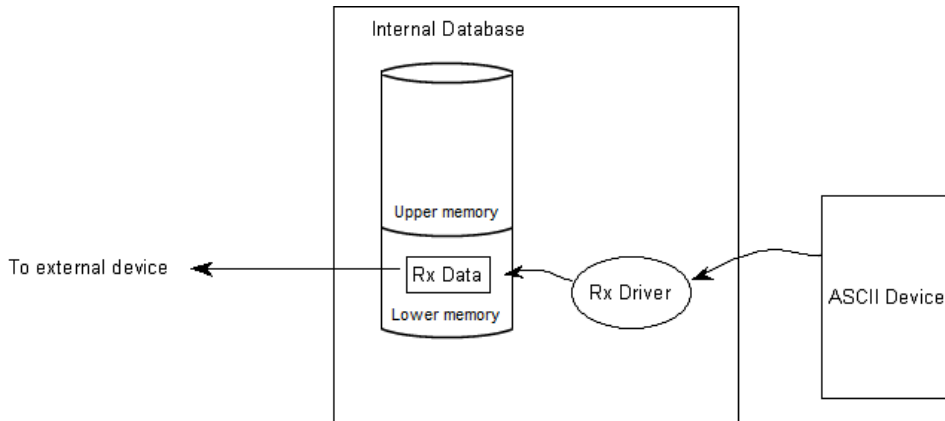 Internal Database
Upper memory
To external device
Rx Data
Rx Driver
ASCII Device
Lower memory